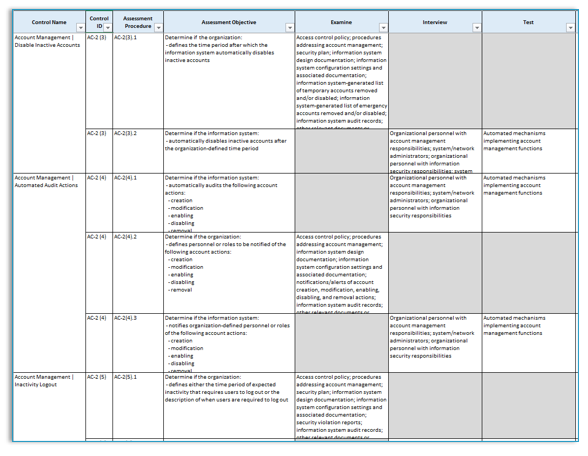 Control Name
Control
ID
Assessment
Procedure
Assessment Objective
Examine
Interview
Test
Account Management |
Disable Inactive Accounts
AC-2 (3)
AC-2(3).1
Determine if the organization:
- defines the time period after which the
information system automatically disables
inactive accounts
Access control policy; procedures
addressing account management;
security plan; information system
design documentation; information
system configuration settings and
associated documentation;
information system-generated list
of temporary accounts removed
and/or disabled; information
system-generated list of emergency
accounts removed and/or disabled;
information system audit records;
other relevant documents or
AC-2 (3)
AC-2(3).2
Determine if the information system:
- automatically disables inactive accounts after
the organization-defined time period
Organizational personnel with
account management
responsibilities; system/network
administrators; organizational
personnel with information
security responsibilities; system
Automated mechanisms
implementing account
management functions
Account Management |
Automated Audit Actions
AC-2 (4)
AC-2(4).1
Determine if the information system:
- automatically audits the following account
actions:
- creation
- modification
- enabling
- disabling
- removal
Organizational personnel with
account management
responsibilities; system/network
administrators; organizational
personnel with information
security responsibilities
Automated mechanisms
implementing account
management functions
AC-2 (4)
AC-2(4).2
Determine if the organization:
- defines personnel or roles to be notified of the
following account actions:
- creation
- modification
- enabling
- disabling
- removal
Access control policy; procedures
addressing account management;
information system design
documentation; information
system configuration settings and
associated documentation;
notifications/alerts of account
creation, modification, enabling,
disabling, and removal actions;
information system audit records;
other relevant documents or
AC-2 (4)
AC-2(4).3
Determine if the information system:
- notifies organization-defined personnel or roles
of the following account actions:
- creation
- modification
- enabling
- disabling
- removal
Organizational personnel with
account management
responsibilities; system/network
administrators; organizational
personnel with information
security responsibilities
Automated mechanisms
implementing account
management functions
Account Management |
Inactivity Logout
AC-2 (5)
AC-2(5).1
Determine if the organization:
- defines either the time period of expected
inactivity that requires users to log out or the
description of when users are required to log out
Access control policy; procedures
addressing account management;
security plan; information system
design documentation; information
system configuration settings and
associated documentation;
security violation reports;
information system audit records;
other relevant documents or